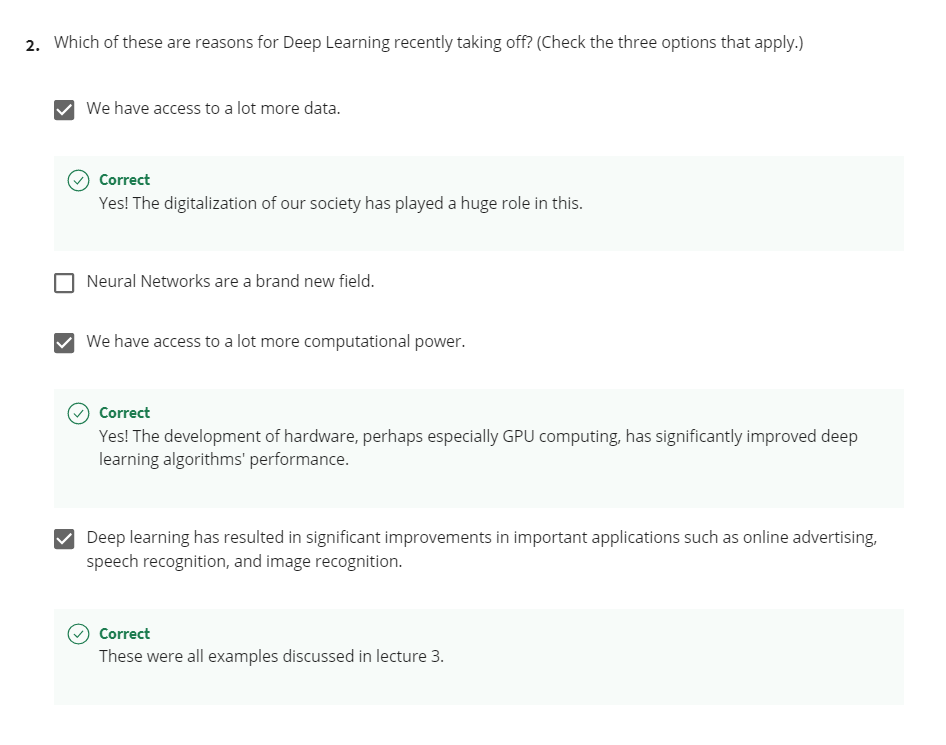 2. Which of these are reasons for Deep Learning recently taking off? (Check the three options that apply.)
We have access to a lot more data.
Correct
Yes! The digitalization of our society has played a huge role in this.
Neural Networks are a brand new field.
We have access to a lot more computational power.
Correct
Yes! The development of hardware, perhaps especially GPU computing, has significantly improved deep
learning algorithms' performance.
Deep learning has resulted in significant improvements in important applications such as online advertising,
speech recognition, and image recognition.
Correct
These were all examples discussed in lecture 3.